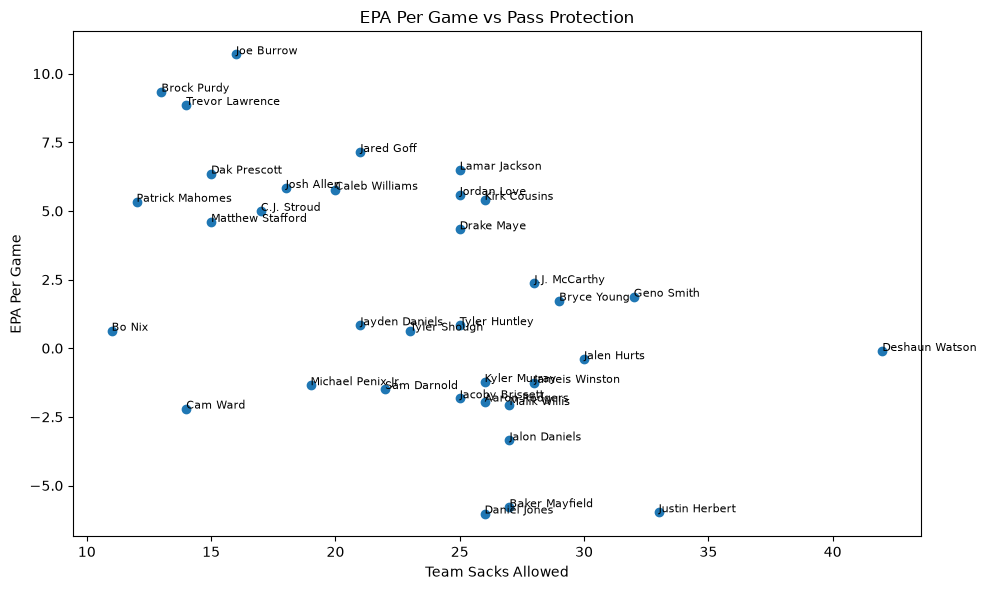 EPA Per Game vs Pass Protection
Joe Burrow
Brock Purdy
Trevor Lawrence
Jared Goff
Lamar Jackson
Dak Prescott
Josh Allen
Caleb Williams
Jordan Love
Kirk Cousins
Patrick Mahomes
C.J. Stroud
Matthew Stafford
Drake Maye
J.J. McCarthy
Geno Smith
Bryce Young
Bo Nix
Jayden Daniels
Tyler Shough
Tyler Huntley
Deshaun Watson
Jalen Hurts
Michael Penix Jr.
Sam Darnold
Kyler Murray
Jameis Winston
Jacoby Brissett
Aaron Rodgers
Malik Willis
Cam Ward
Jalon Daniels
Baker Mayfield
Daniel Jones
Justin Herbert
10.0
7.5
5.0
2.5
0.0
−2.5
−5.0
EPA Per Game
10 15 20 25 30 35 40
Team Sacks Allowed